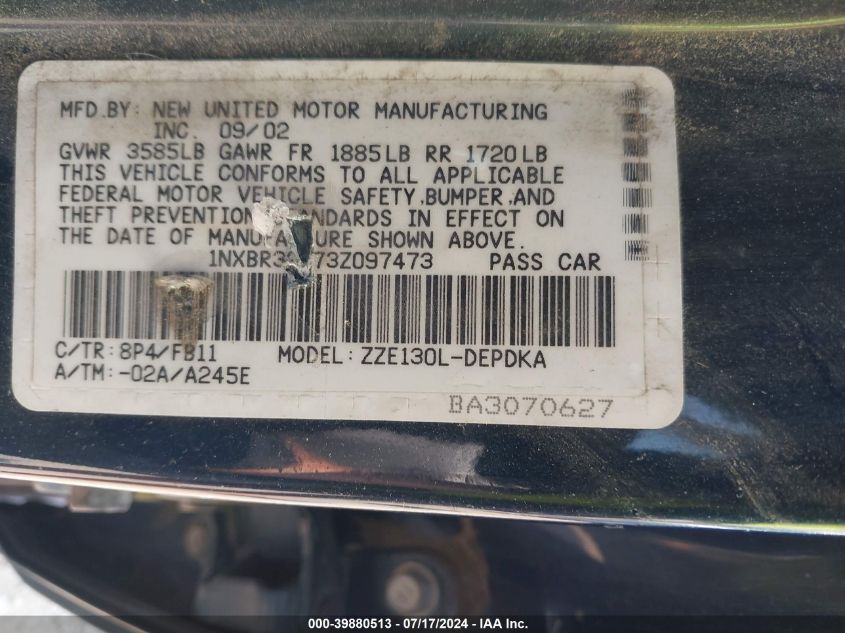 MFD.BY: NEW UNITED MOTOR MANUFACTURING
INC. 09/02
GVWR 3585LB GAWR FR 1885LB RR 1720LB
THIS VEHICLE CONFORMS TO ALL APPLICABLE
FEDERAL MOTOR VEHICLE SAFETY,BUMPER,AND
THEFT PREVENTION STANDARDS IN EFFECT ON
THE DATE OF MANUFACTURE SHOWN ABOVE.
PASS CAR
C/TR: 8P4/FB11 MODEL: ZZE130L-DEPDKA
A/TM: -02A/A245E
BA3070627
000-39880513 - 07/17/2024 - IAA, Inc.